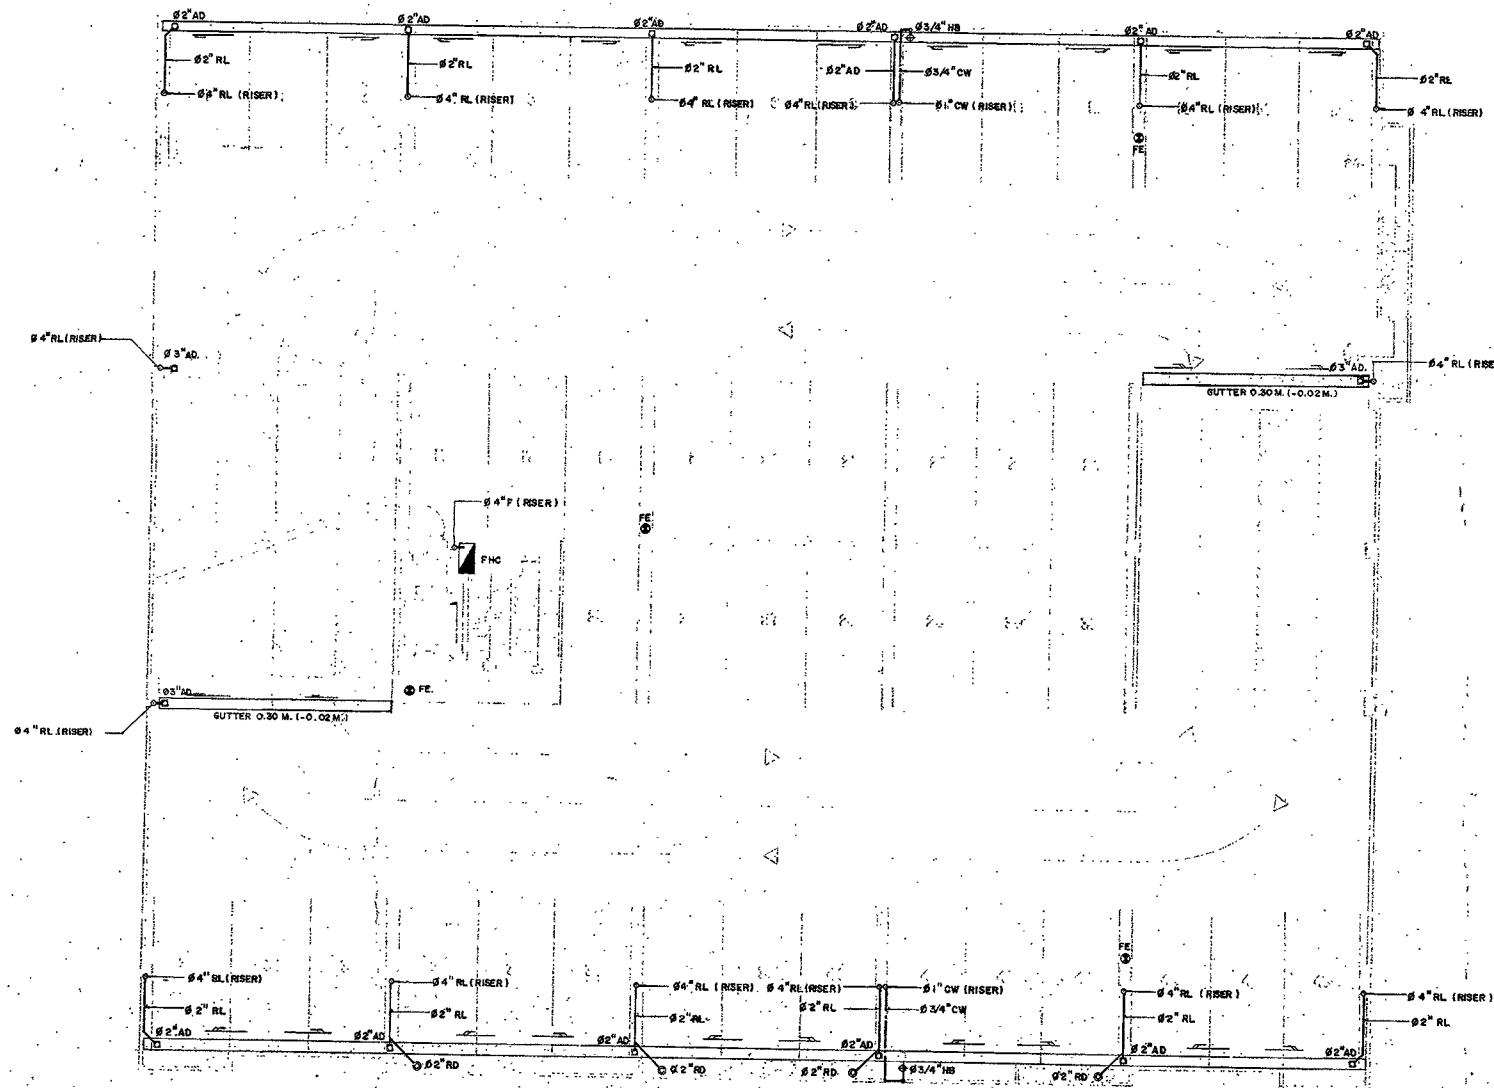 Ø2"AD
Ø2"AD
Ø2"AD
Ø2"AD
Ø3/4"HB
Ø2"AD
Ø2"AD
Ø2"RL
Ø2"RL
Ø2"RL
Ø2"AD
Ø3/4"CW
Ø2"RL
Ø2"RL
Ø4"RL (RISER)
Ø4"RL (RISER)
Ø4"RL (RISER)
Ø4"RL(RISER)
Ø1"CW (RISER)
Ø4"RL(RISER)
Ø4"RL(RISER)
FE
Ø4"RL(RISER)
Ø3"AD.
Ø3"AD.
Ø4"RL (RISE
GUTTER 0.30 M. (-0.02 M.)
Ø4"F (RISER)
FE
FHC
FE.
Ø3"AD
GUTTER 0.30 M. (-0.02 M.)
Ø4"RL (RISER)
FE
Ø4"RL(RISER)
Ø4"RL(RISER)
Ø4"RL (RISER)
Ø4"RL(RISER)
Ø1"CW (RISER)
Ø4"RL (RISER)
Ø4"RL (RISER)
Ø2"RL
Ø2"RL
Ø2"RL
Ø2"RL
Ø3/4"CW
Ø2"RL
Ø2"RL
Ø2"AD
Ø2"AD
Ø2"AD
Ø2"AD
Ø2"AD
Ø2"AD
Ø2"RD
Ø2"RD
Ø2"RD
Ø3/4"HB
Ø2"RD